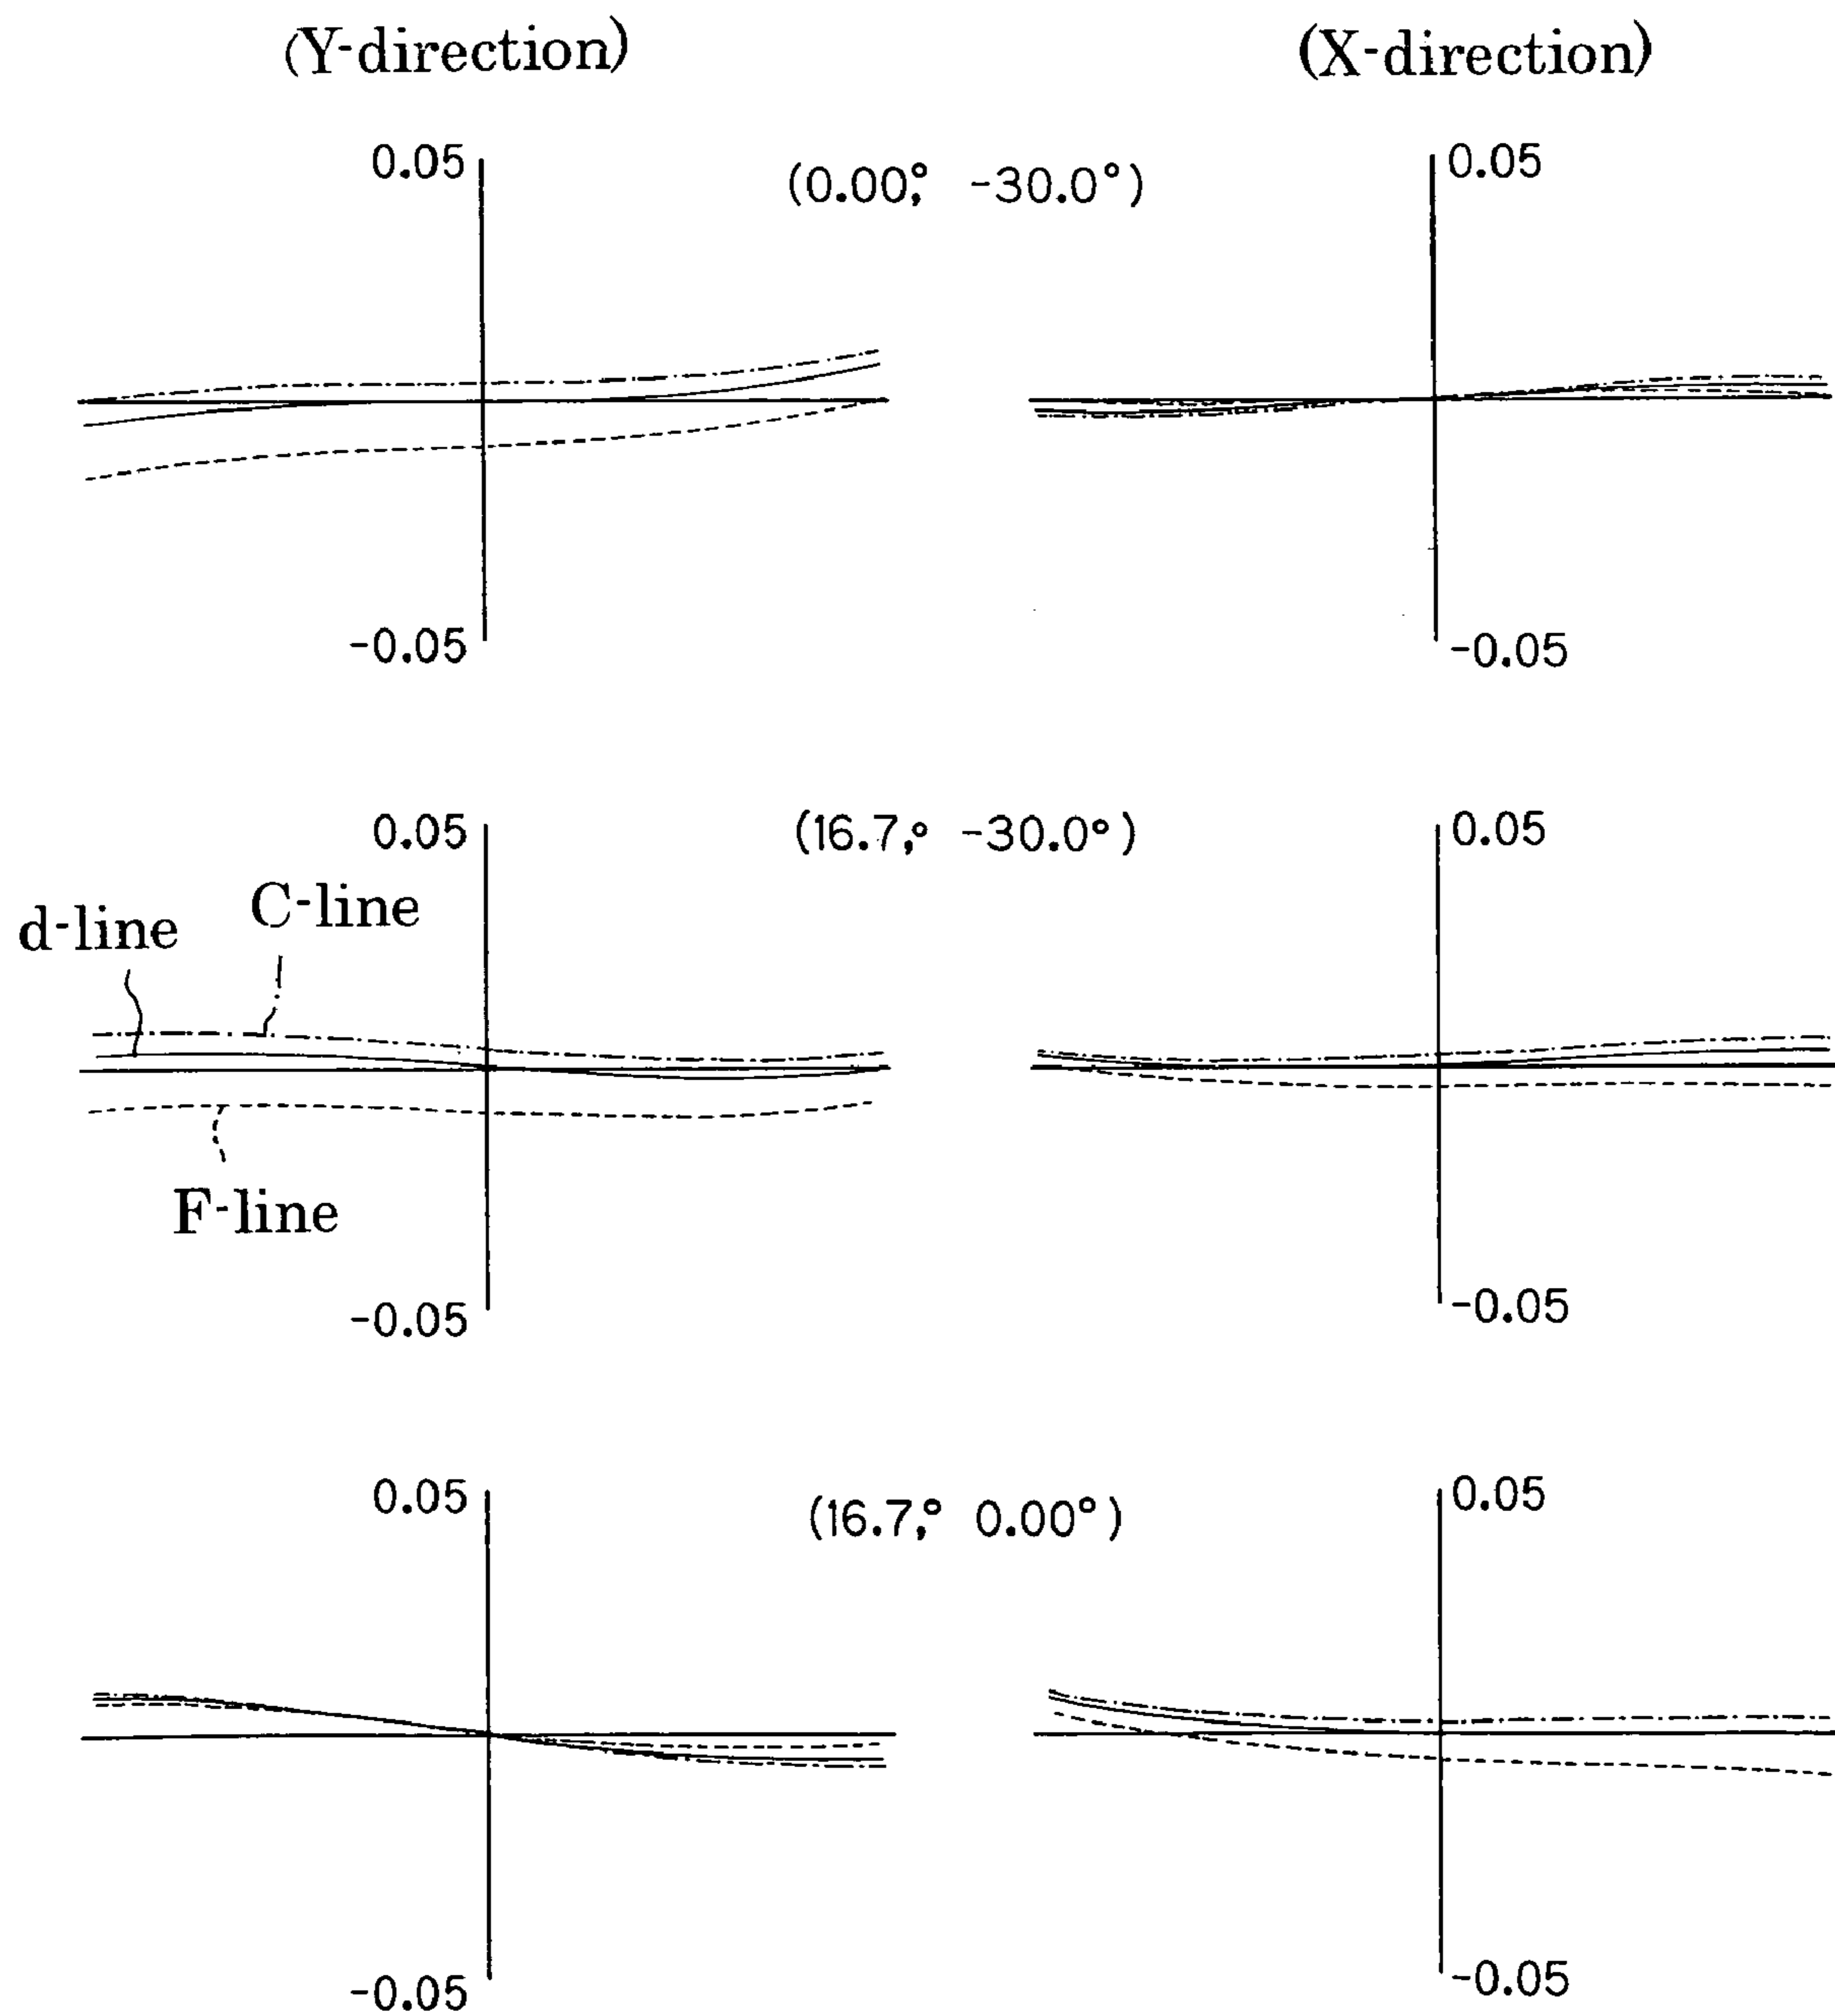 (Y-direction) (X-direction)
0.05 (0.00,° -30.0°) 0.05
-0.05 -0.05
0.05 (16.7,° -30.0°) 0.05
C-line
d-line
F-line
-0.05 -0.05
0.05 (16.7,° 0.00°) 0.05
-0.05 -0.05